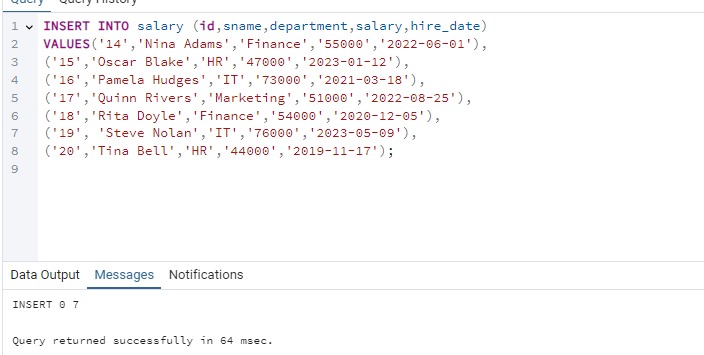 Query Query History
1 INSERT INTO salary (id,sname,department,salary,hire_date)
2 VALUES('14','Nina Adams','Finance','55000','2022-06-01'),
3 ('15','Oscar Blake','HR','47000','2023-01-12'),
4 ('16','Pamela Hudges','IT','73000','2021-03-18'),
5 ('17','Quinn Rivers','Marketing','51000','2022-08-25'),
6 ('18','Rita Doyle','Finance','54000','2020-12-05'),
7 ('19', 'Steve Nolan','IT','76000','2023-05-09'),
8 ('20','Tina Bell','HR','44000','2019-11-17');
9
Data Output Messages Notifications
INSERT 0 7
Query returned successfully in 64 msec.